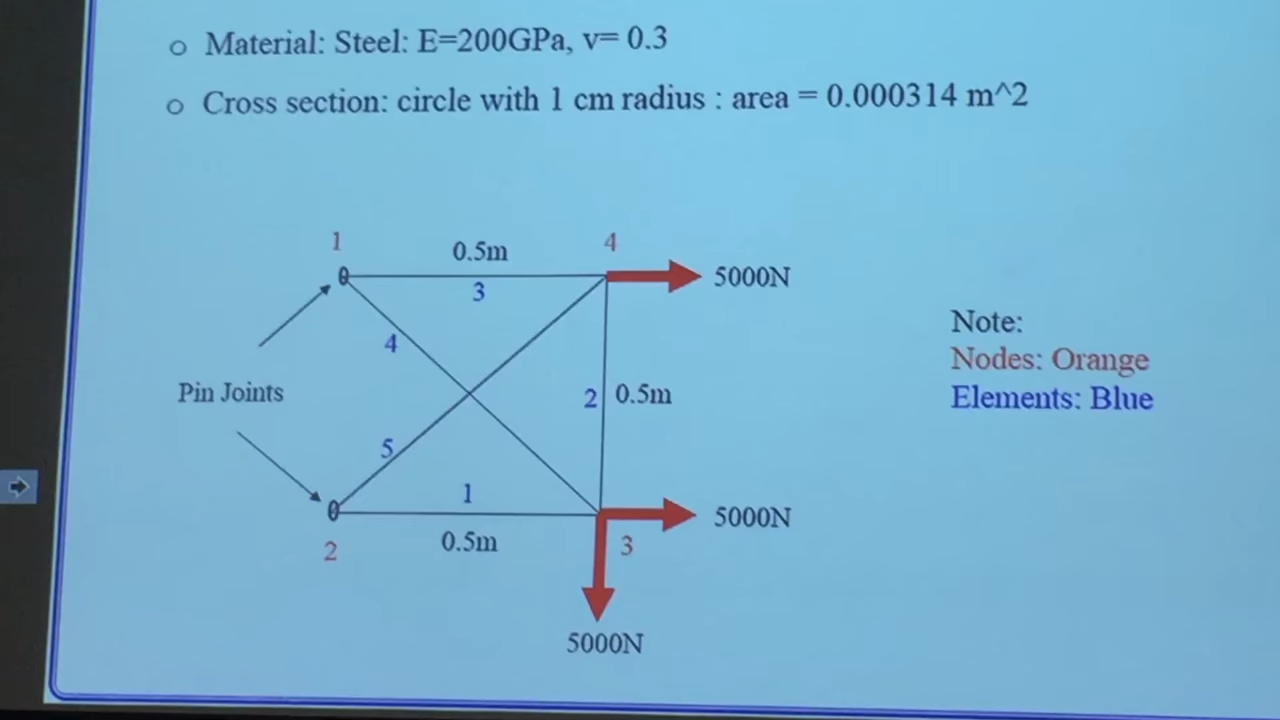 o Material: Steel: E=200GPa, v= 0.3
o Cross section: circle with 1 cm radius : area = 0.000314 m^2
1
0.5m
4
3
5000N
4
Note:
Nodes: Orange
Elements: Blue
Pin Joints
2
0.5m
5
1
0.5m
5000N
2
3
5000N